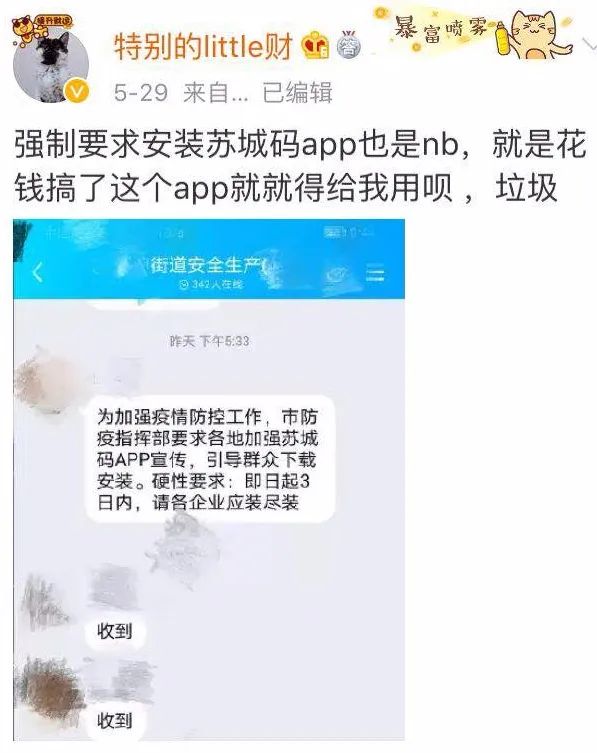 特别的little财
暴富喷雾
5-29 来自... 已编辑
强制要求安装苏城码app也是nb，就是花
钱搞了这个app就就得给我用呗 ，垃圾
街道安全生产
342人在线
昨天 下午5:33
为加强疫情防控工作，市防
疫指挥部要求各地加强苏城
码APP宣传，引导群众下载
安装。硬性要求：即日起3
日内，请各企业应装尽装
收到
收到